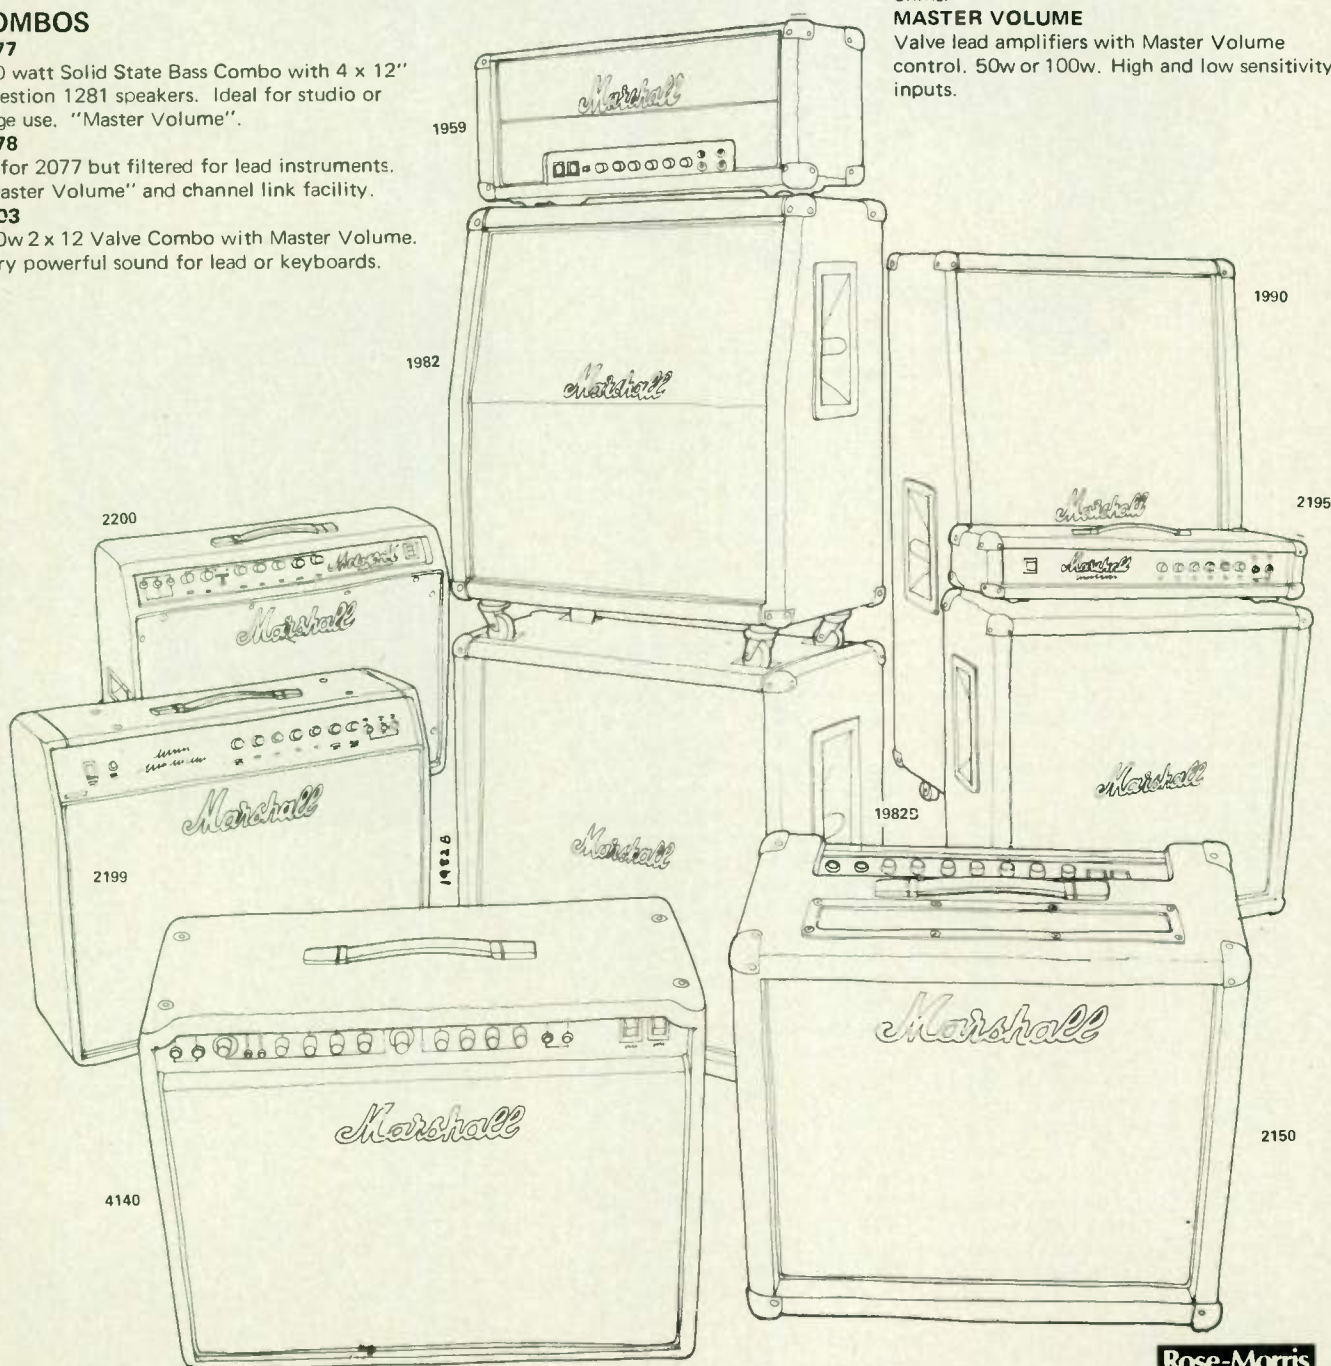 OMBOS
77
0 watt Solid State Bass Combo with 4 x 12"
estion 1281 speakers. Ideal for studio or
ge use. "Master Volume".
78
for 2077 but filtered for lead instruments.
aster Volume" and channel link facility.
03
0w 2 x 12 Valve Combo with Master Volume.
ry powerful sound for lead or keyboards.
MASTER VOLUME
Valve lead amplifiers with Master Volume
control. 50w or 100w. High and low sensitivity
inputs.
1959
Marshall
1982
Marshall
1990
Marshall
2195
Marshall
2200
Marshall
2199
Marshall
1982B
Marshall
1982B
Marshall
4140
Marshall
2150
Marshall
Rose-Morris